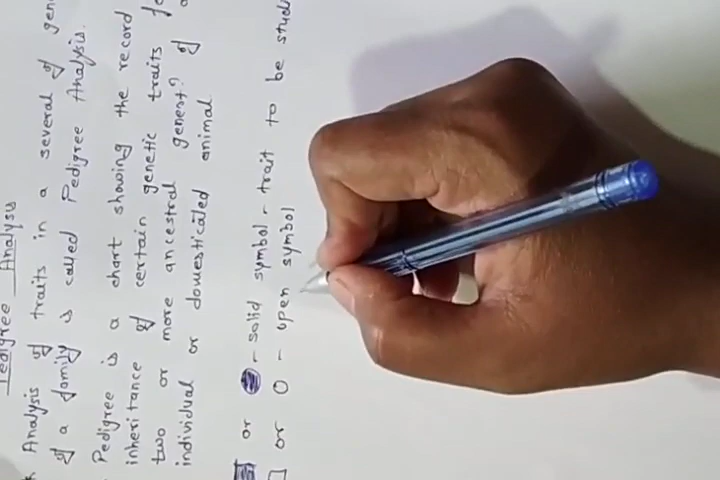 Pedigree Analysis
* Analysis of traits in a several of gen
of a family is called Pedigree Analysis.
Pedigree is a chart showing the record
inheritance of certain genetic traits fo
two or more ancestral genest? of a
individual or domesticated animal
or - solid symbol - trait to be stud
or - open symbol